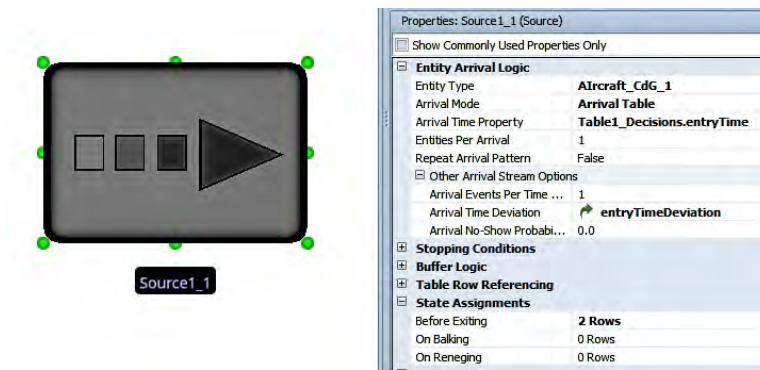 Source1_1
Properties: Source1_1 (Source)
Show Commonly Used Properties Only
Entity Arrival Logic
Entity Type AIrcraft_CdG_1
Arrival Mode Arrival Table
Arrival Time Property Table1_Decisions.entryTime
Entities Per Arrival 1
Repeat Arrival Pattern False
Other Arrival Stream Options
Arrival Events Per Time ... 1
Arrival Time Deviation entryTimeDeviation
Arrival No-Show Probabi... 0.0
Stopping Conditions
Buffer Logic
Table Row Referencing
State Assignments
Before Exiting 2 Rows
On Balking 0 Rows
On Reneging 0 Rows